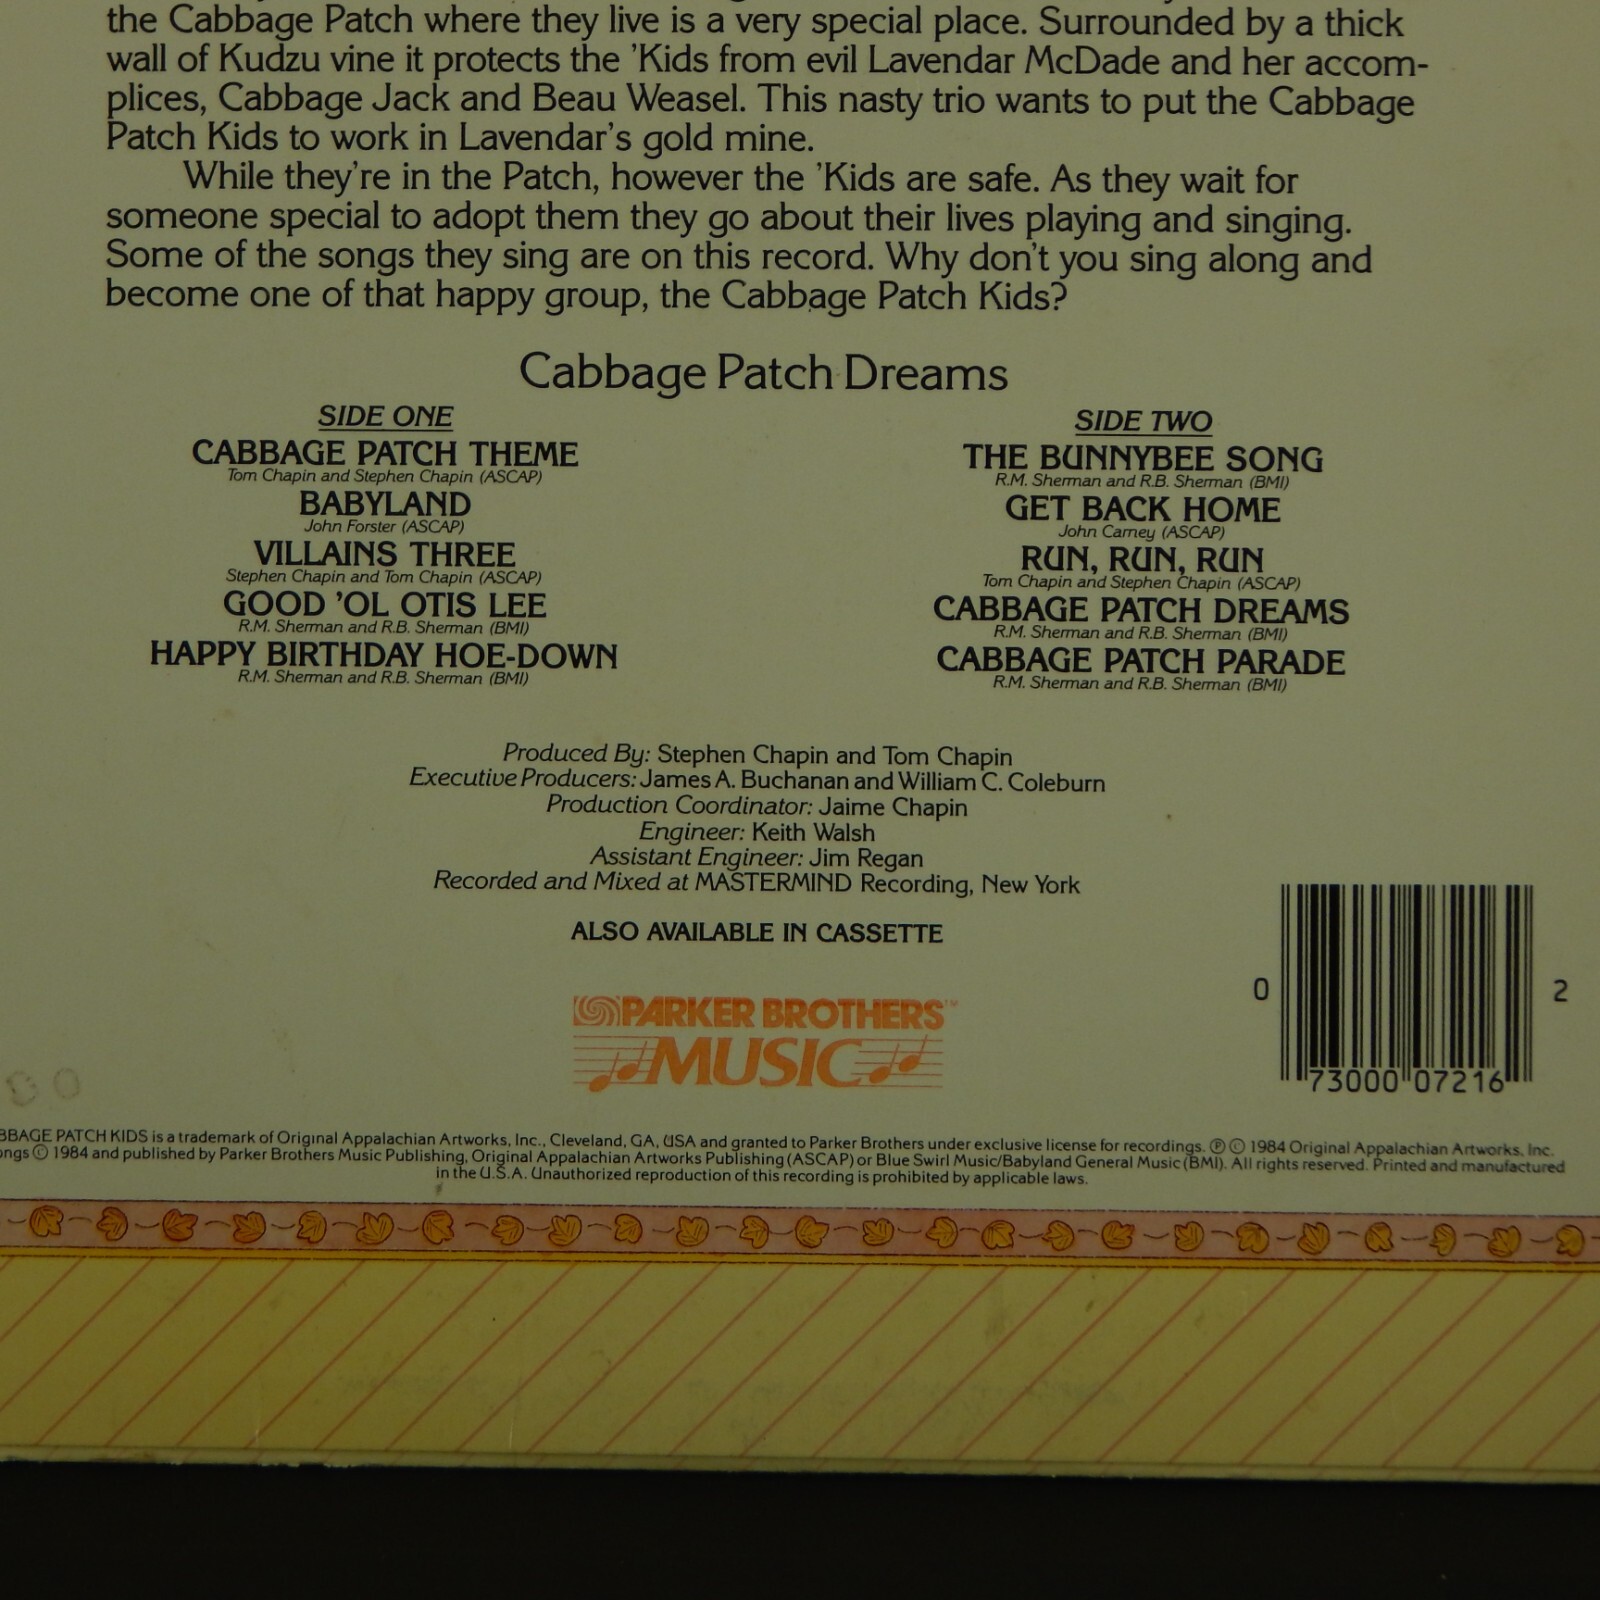 the Cabbage Patch where they live is a very special place. Surrounded by a thick
wall of Kudzu vine it protects the 'Kids from evil Lavendar McDade and her accom-
plices, Cabbage Jack and Beau Weasel. This nasty trio wants to put the Cabbage
Patch Kids to work in Lavendar's gold mine.
While they're in the Patch, however the 'Kids are safe. As they wait for
someone special to adopt them they go about their lives playing and singing.
Some of the songs they sing are on this record. Why don't you sing along and
become one of that happy group, the Cabbage Patch Kids?
Cabbage Patch Dreams
SIDE ONE
CABBAGE PATCH THEME
Tom Chapin and Stephen Chapin (ASCAP)
BABYLAND
John Forster (ASCAP)
VILLAINS THREE
Stephen Chapin and Tom Chapin (ASCAP)
GOOD 'OL OTIS LEE
R.M. Sherman and R.B. Sherman (BMI)
HAPPY BIRTHDAY HOE-DOWN
R.M. Sherman and R.B. Sherman (BMI)
SIDE TWO
THE BUNNYBEE SONG
R.M. Sherman and R.B. Sherman (BMI)
GET BACK HOME
John Carney (ASCAP)
RUN, RUN, RUN
Tom Chapin and Stephen Chapin (ASCAP)
CABBAGE PATCH DREAMS
R.M. Sherman and R.B. Sherman (BMI)
CABBAGE PATCH PARADE
R.M. Sherman and R.B. Sherman (BMI)
Produced By: Stephen Chapin and Tom Chapin
Executive Producers: James A. Buchanan and William C. Coleburn
Production Coordinator: Jaime Chapin
Engineer: Keith Walsh
Assistant Engineer: Jim Regan
Recorded and Mixed at MASTERMIND Recording, New York
ALSO AVAILABLE IN CASSETTE
PARKER BROTHERS™
MUSIC
0 73000 07216 2
BBAGE PATCH KIDS is a trademark of Original Appalachian Artworks, Inc., Cleveland, GA, USA and granted to Parker Brothers under exclusive license for recordings. ℗ © 1984 Original Appalachian Artworks, Inc.
ongs © 1984 and published by Parker Brothers Music Publishing, Original Appalachian Artworks Publishing (ASCAP) or Blue Swirl Music/Babyland General Music (BMI). All rights reserved. Printed and manufactured
in the U.S.A. Unauthorized reproduction of this recording is prohibited by applicable laws.